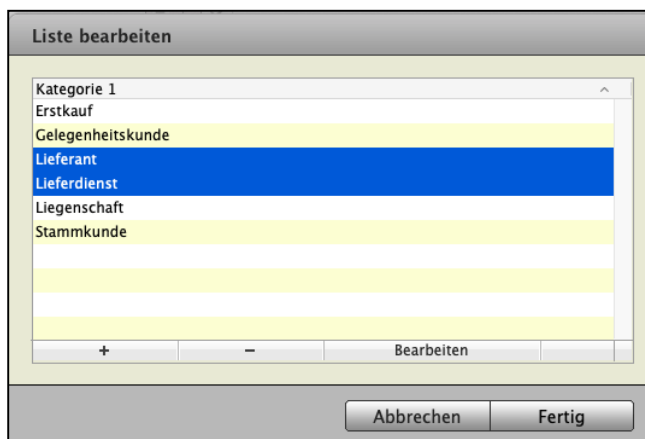 Liste bearbeiten
Kategorie 1
Erstkauf
Gelegenheitskunde
Lieferant
Lieferdienst
Liegenschaft
Stammkunde
+ − Bearbeiten
Abbrechen Fertig